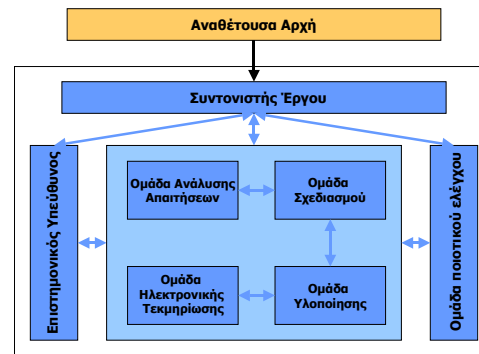 Αναθέτουσα Αρχή
Συντονιστής Έργου
Επιστημονικός Υπεύθυνος
Ομάδα Ανάλυσης
Απαιτήσεων
Ομάδα
Σχεδιασμού
Ομάδα
Ηλεκτρονικής
Τεκμηρίωσης
Ομάδα
Υλοποίησης
Ομάδα ποιοτικού ελέγχου